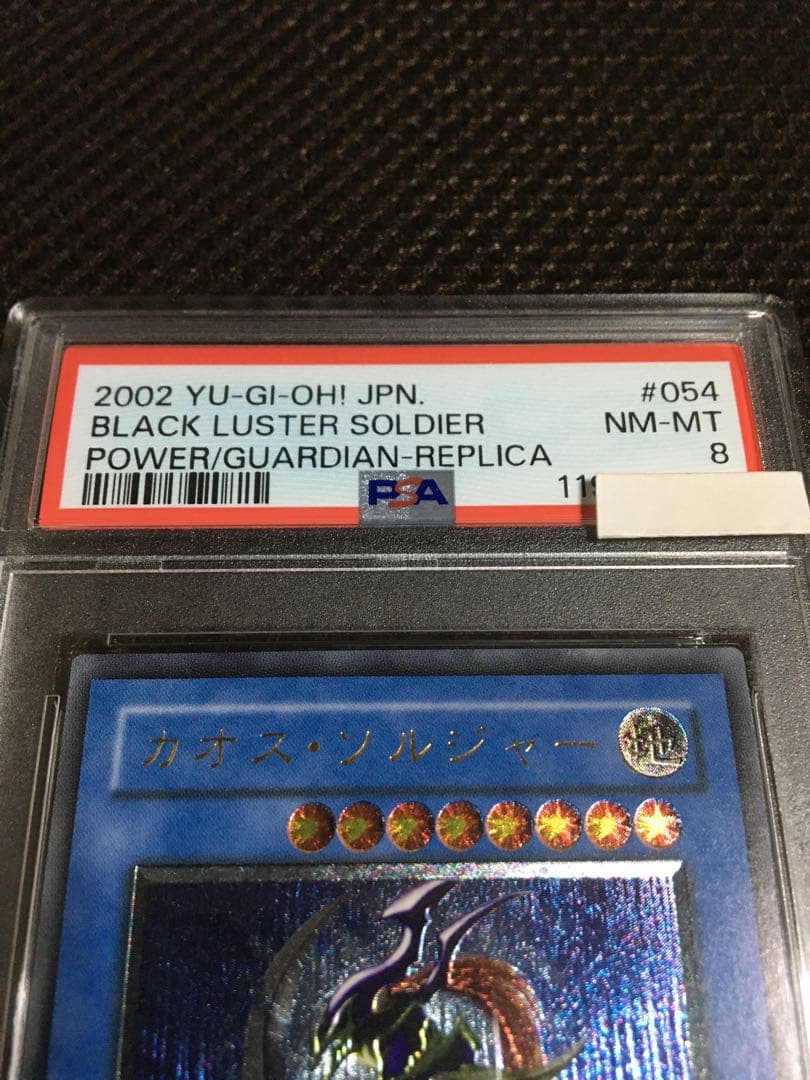 2002 YU-GI-OH! JPN. #054
BLACK LUSTER SOLDIER NM-MT
POWER/GUARDIAN-REPLICA 8
PSA 119
カオス・ソルジャー 地